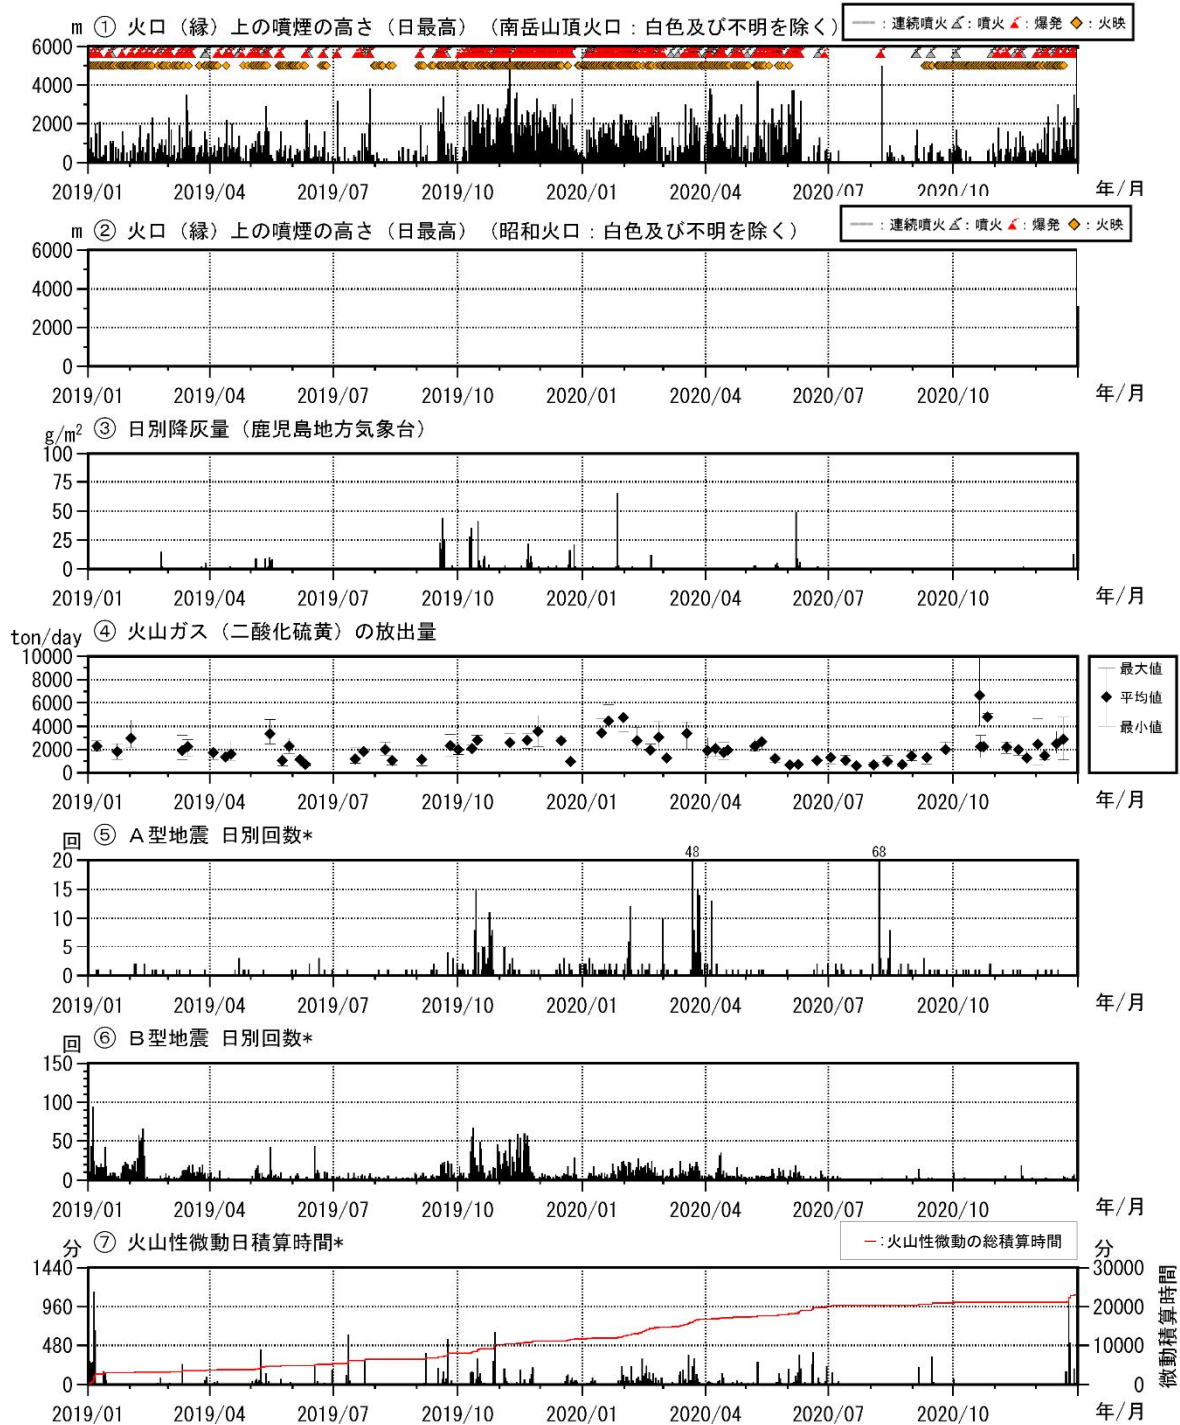 m ① 火口（縁）上の噴煙の高さ（日最高）（南岳山頂火口：白色及び不明を除く）
：連続噴火 ：噴火 ：爆発 ：火映
6000
4000
2000
0
2019/01 2019/04 2019/07 2019/10 2020/01 2020/04 2020/07 2020/10 年/月
m ② 火口（縁）上の噴煙の高さ（日最高）（昭和火口：白色及び不明を除く）
：連続噴火 ：噴火 ：爆発 ：火映
6000
4000
2000
0
2019/01 2019/04 2019/07 2019/10 2020/01 2020/04 2020/07 2020/10 年/月
g/m² ③ 日別降灰量（鹿児島地方気象台）
100
75
50
25
0
2019/01 2019/04 2019/07 2019/10 2020/01 2020/04 2020/07 2020/10 年/月
ton/day ④ 火山ガス（二酸化硫黄）の放出量
10000
8000
6000
4000
2000
0
最大値
平均値
最小値
2019/01 2019/04 2019/07 2019/10 2020/01 2020/04 2020/07 2020/10 年/月
回 ⑤ A型地震 日別回数*
48 68
20
15
10
5
0
2019/01 2019/04 2019/07 2019/10 2020/01 2020/04 2020/07 2020/10 年/月
回 ⑥ B型地震 日別回数*
150
100
50
0
2019/01 2019/04 2019/07 2019/10 2020/01 2020/04 2020/07 2020/10 年/月
分 ⑦ 火山性微動日積算時間*
—:火山性微動の総積算時間
分
1440 30000
960 20000
480 10000
0 0
微動積算時間
2019/01 2019/04 2019/07 2019/10 2020/01 2020/04 2020/07 2020/10 年/月